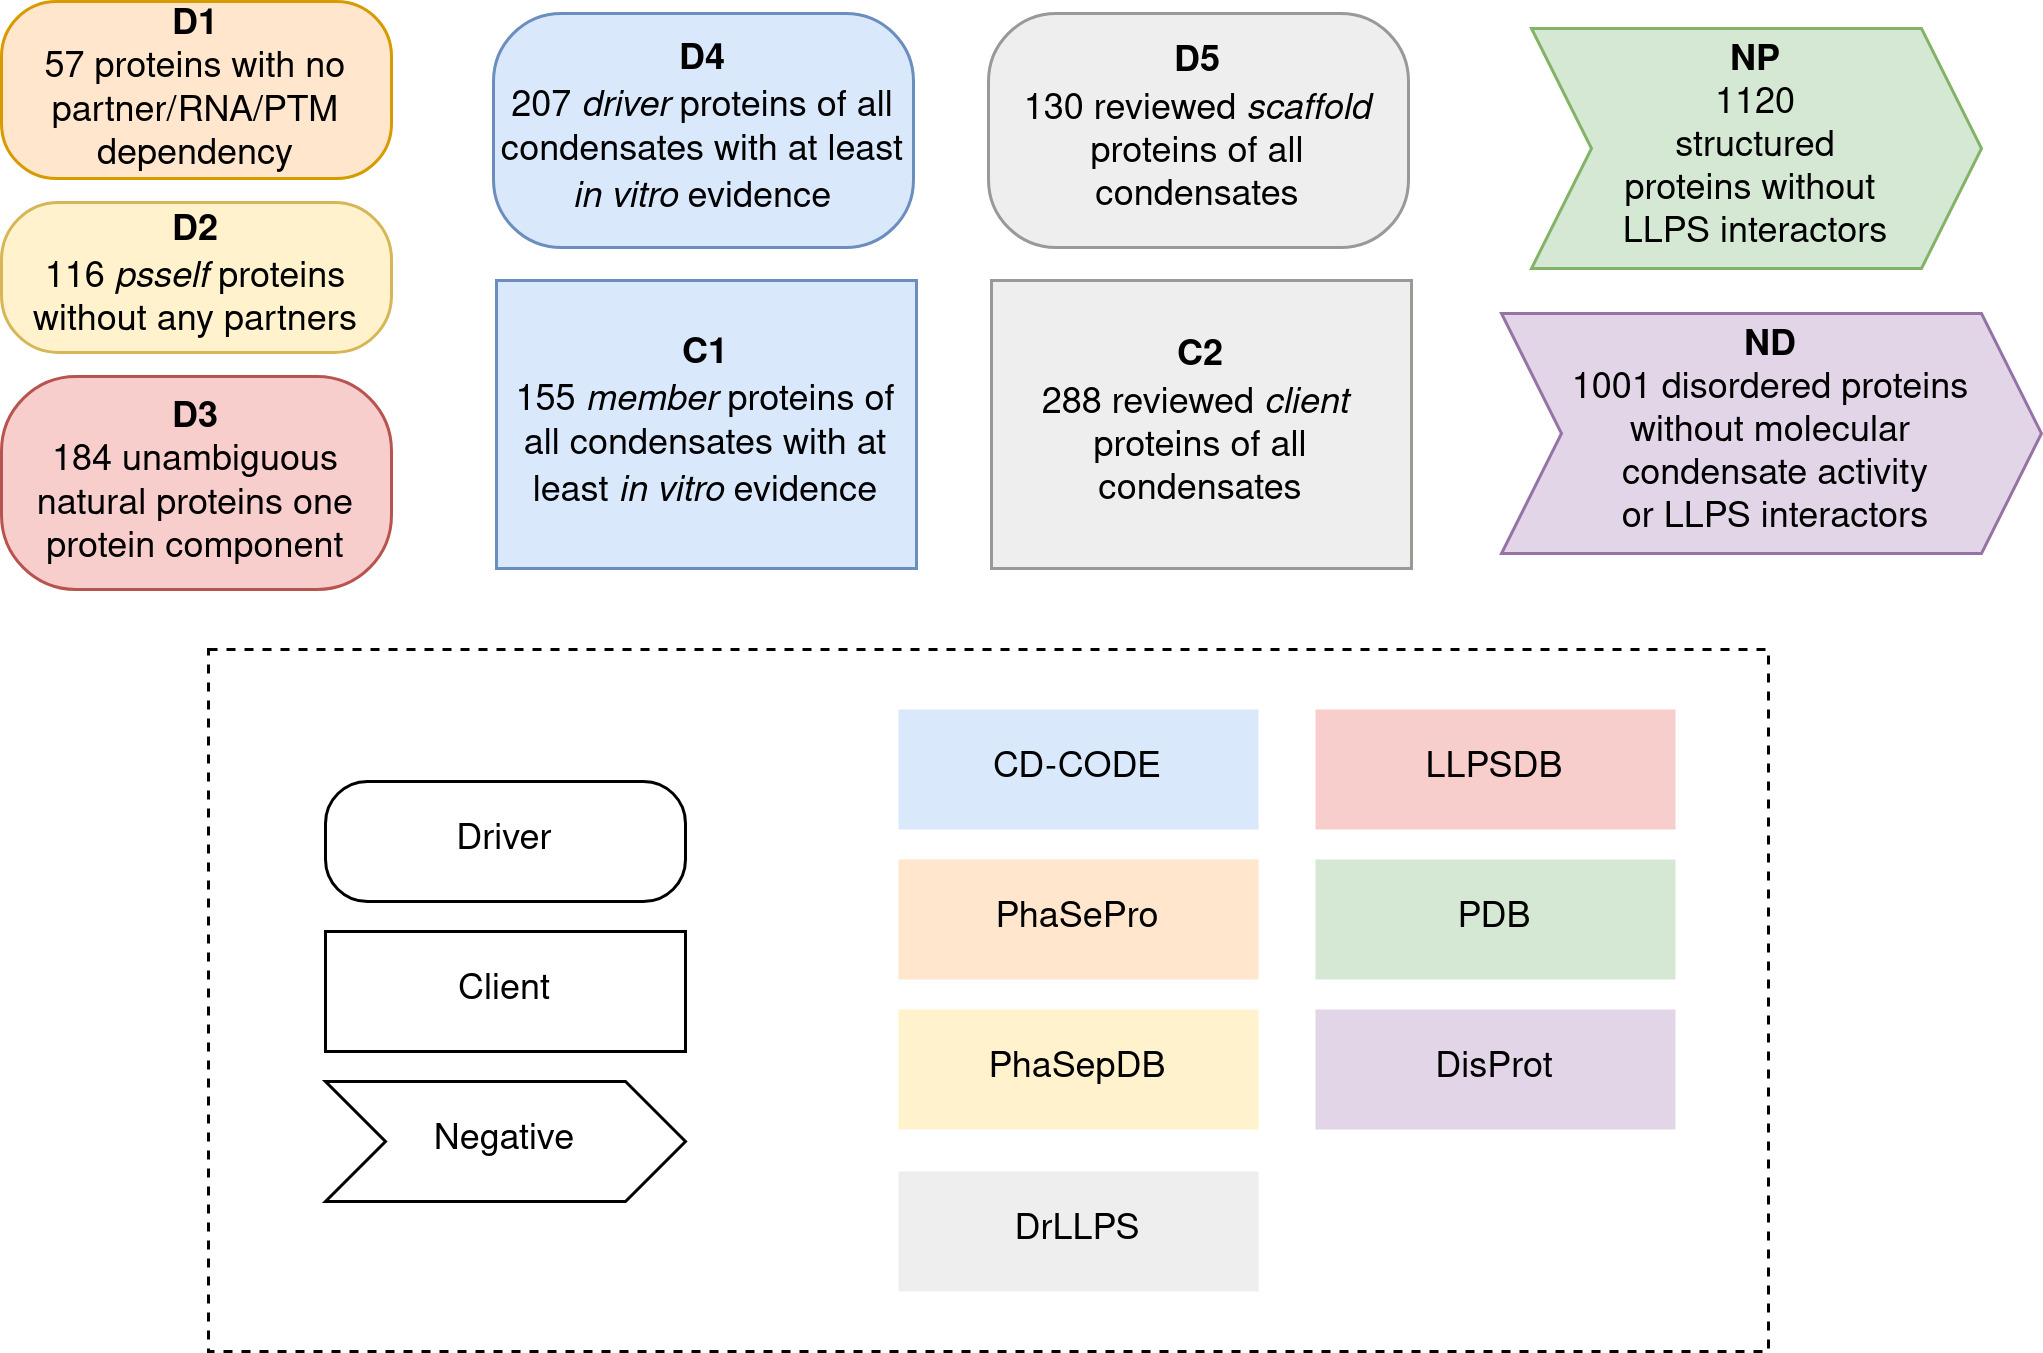 D1
57 proteins with no
partner/RNA/PTM
dependency
D2
116 psself proteins
without any partners
D3
184 unambiguous
natural proteins one
protein component
D4
207 driver proteins of all
condensates with at least
in vitro evidence
C1
155 member proteins of
all condensates with at
least in vitro evidence
D5
130 reviewed scaffold
proteins of all
condensates
C2
288 reviewed client
proteins of all
condensates
NP
1120
structured
proteins without
LLPS interactors
ND
1001 disordered proteins
without molecular
condensate activity
or LLPS interactors
Driver
Client
Negative
CD-CODE
PhaSePro
PhaSepDB
DrLLPS
LLPSDB
PDB
DisProt